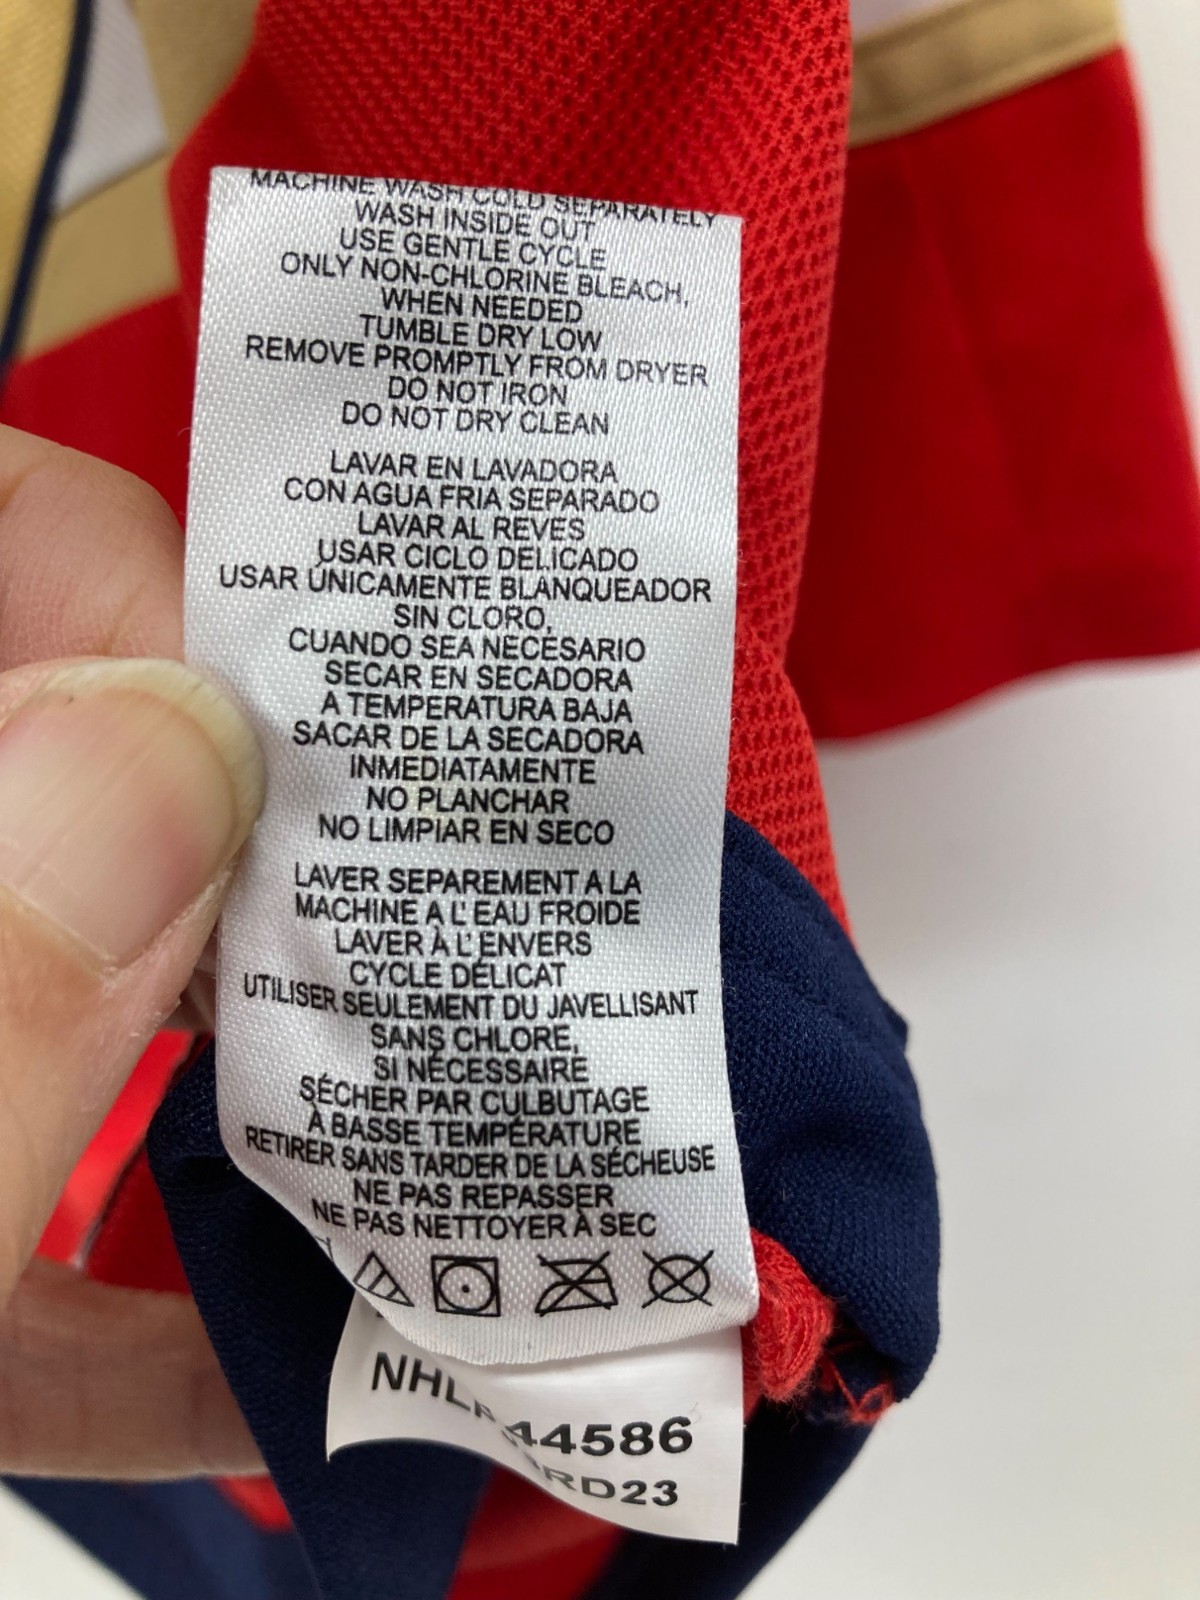 MACHINE WASH COLD SEPARATELY
WASH INSIDE OUT
USE GENTLE CYCLE
ONLY NON-CHLORINE BLEACH,
WHEN NEEDED
TUMBLE DRY LOW
REMOVE PROMPTLY FROM DRYER
DO NOT IRON
DO NOT DRY CLEAN
LAVAR EN LAVADORA
CON AGUA FRIA SEPARADO
LAVAR AL REVES
USAR CICLO DELICADO
USAR ÚNICAMENTE BLANQUEADOR
SIN CLORO,
CUANDO SEA NECESARIO
SECAR EN SECADORA
A TEMPERATURA BAJA
SACAR DE LA SECADORA
INMEDIATAMENTE
NO PLANCHAR
NO LIMPIAR EN SECO
LAVER SEPAREMENT A LA
MACHINE A L'EAU FROIDE
LAVER À L'ENVERS
CYCLE DÉLICAT
UTILISER SEULEMENT DU JAVELLISANT
SANS CHLORE,
SI NÉCESSAIRE
SÉCHER PAR CULBUTAGE
À BASSE TEMPÉRATURE
RETIRER SANS TARDER DE LA SÉCHEUSE
NE PAS REPASSER
NE PAS NETTOYER À SEC
44586
RD23